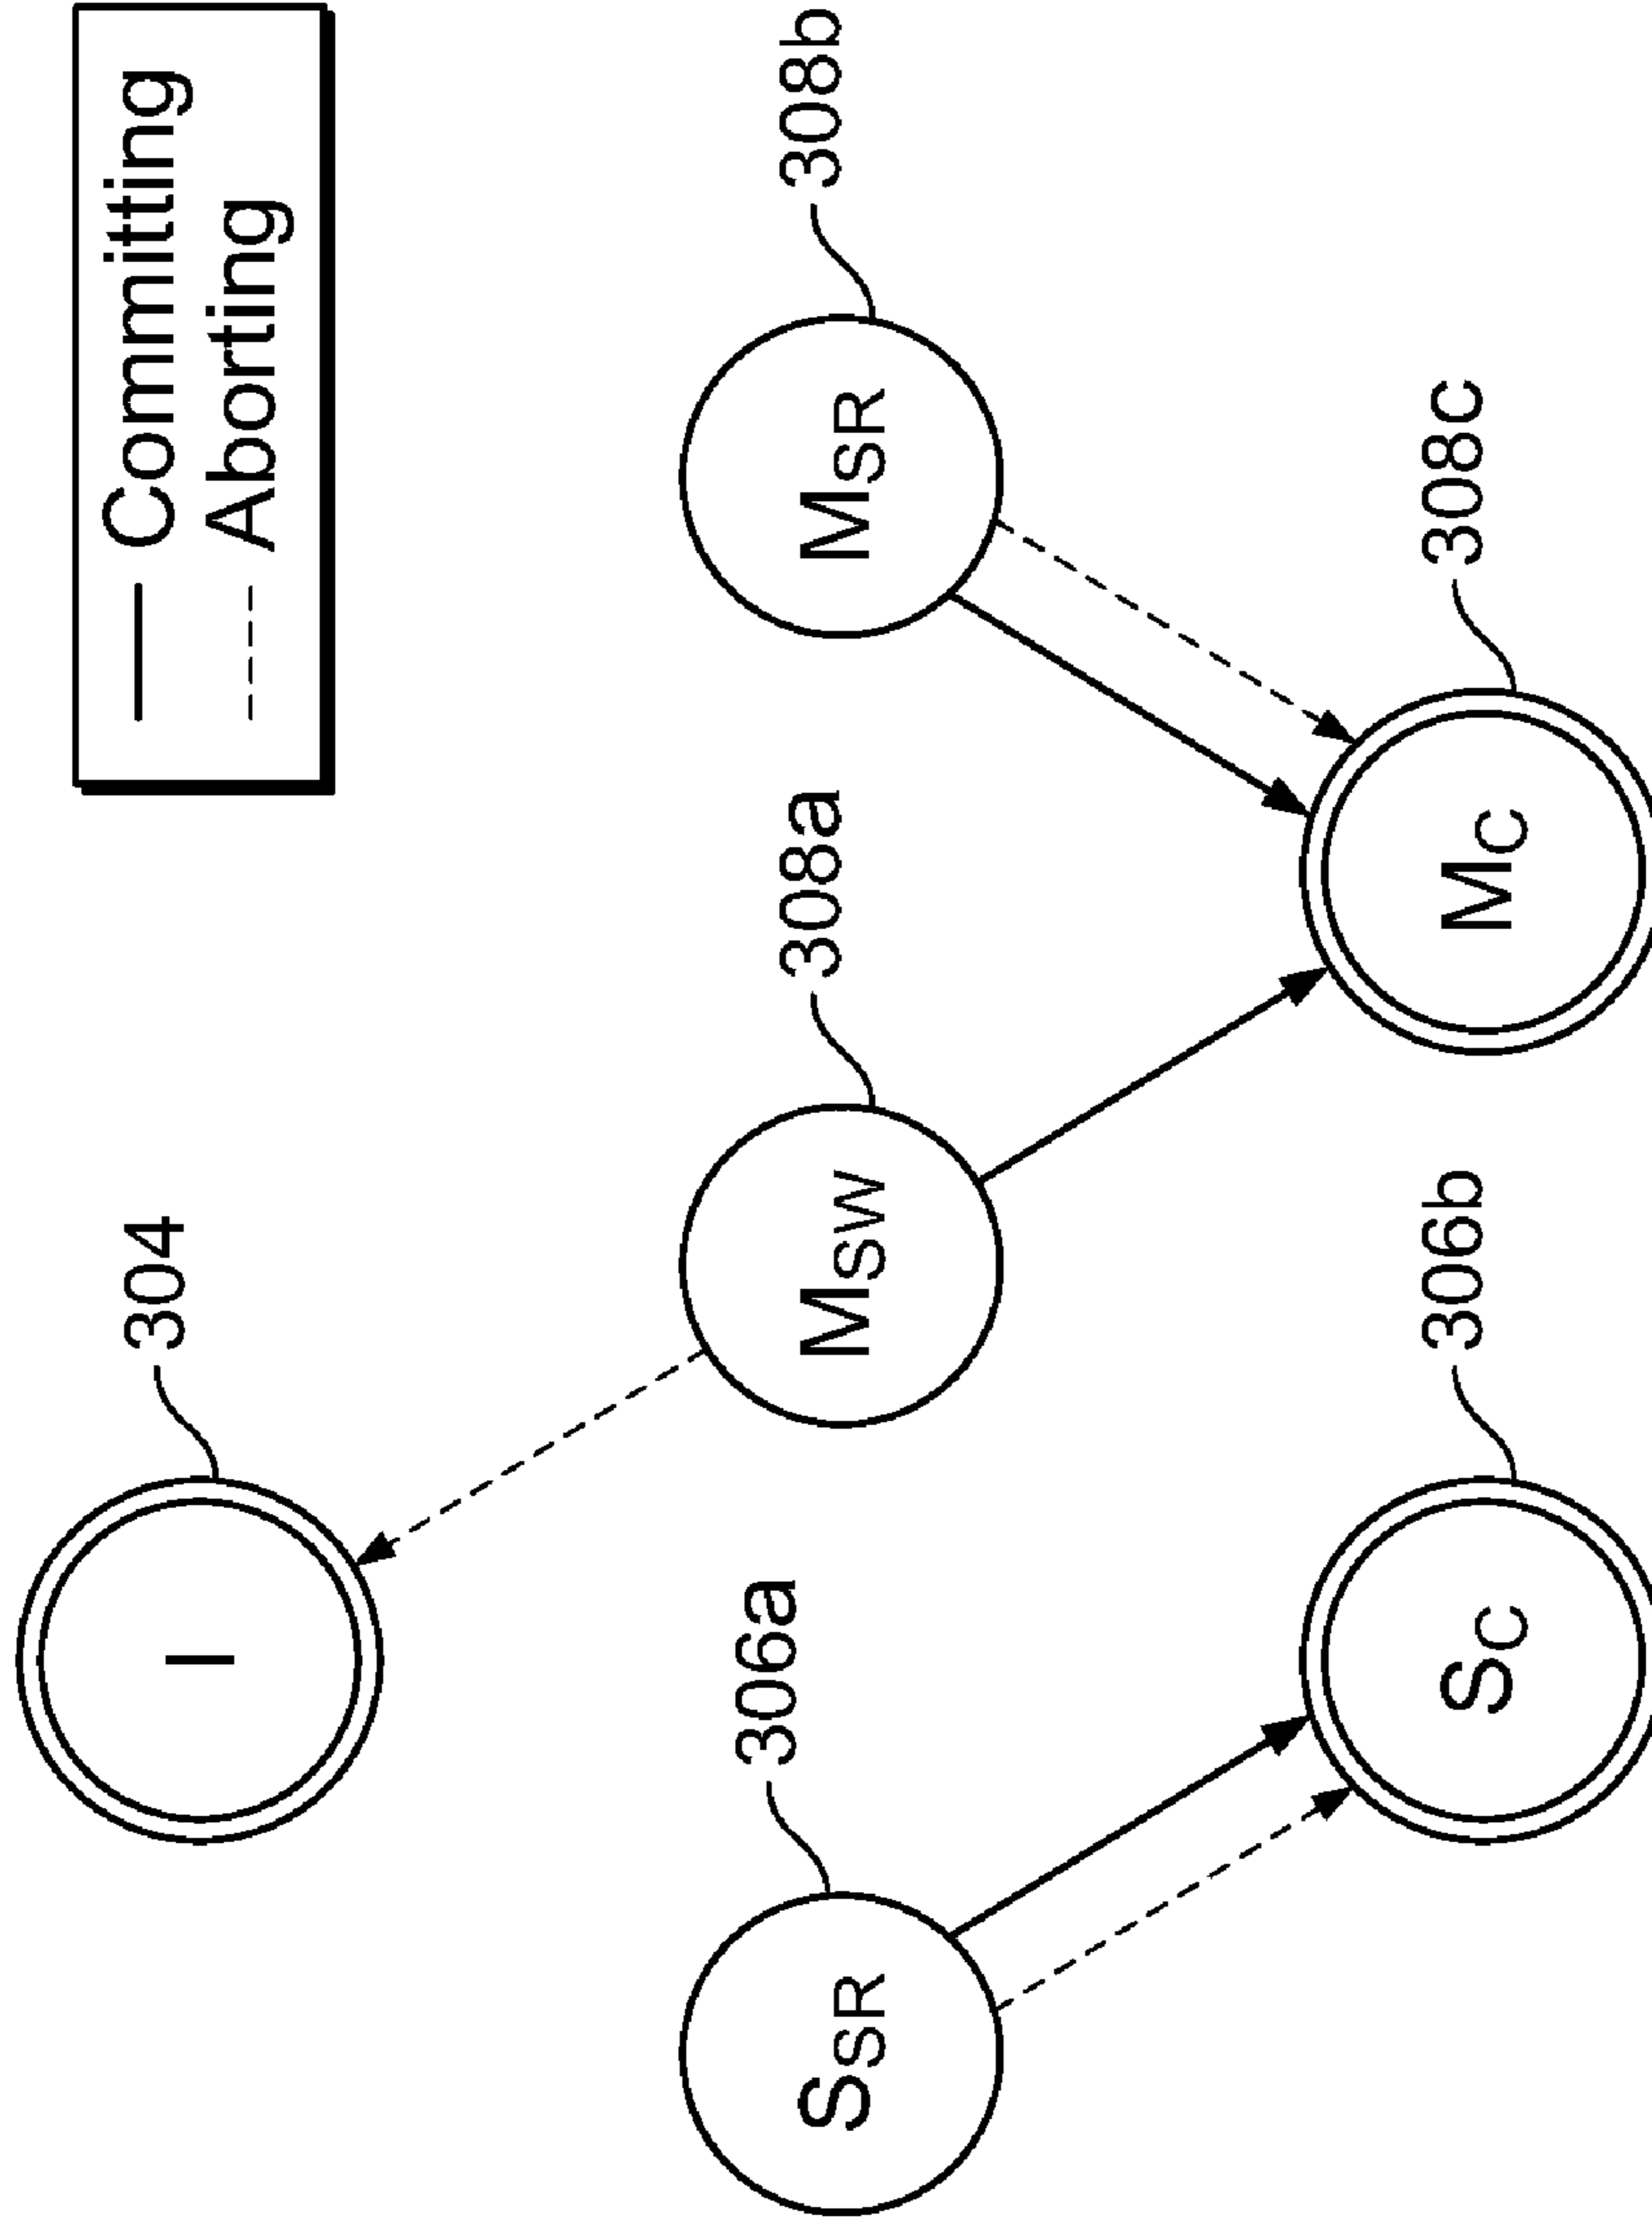 Committing
Aborting
304
I
306a
308a
308b
SSR
MSW
MSR
306b
308c
SC
MC